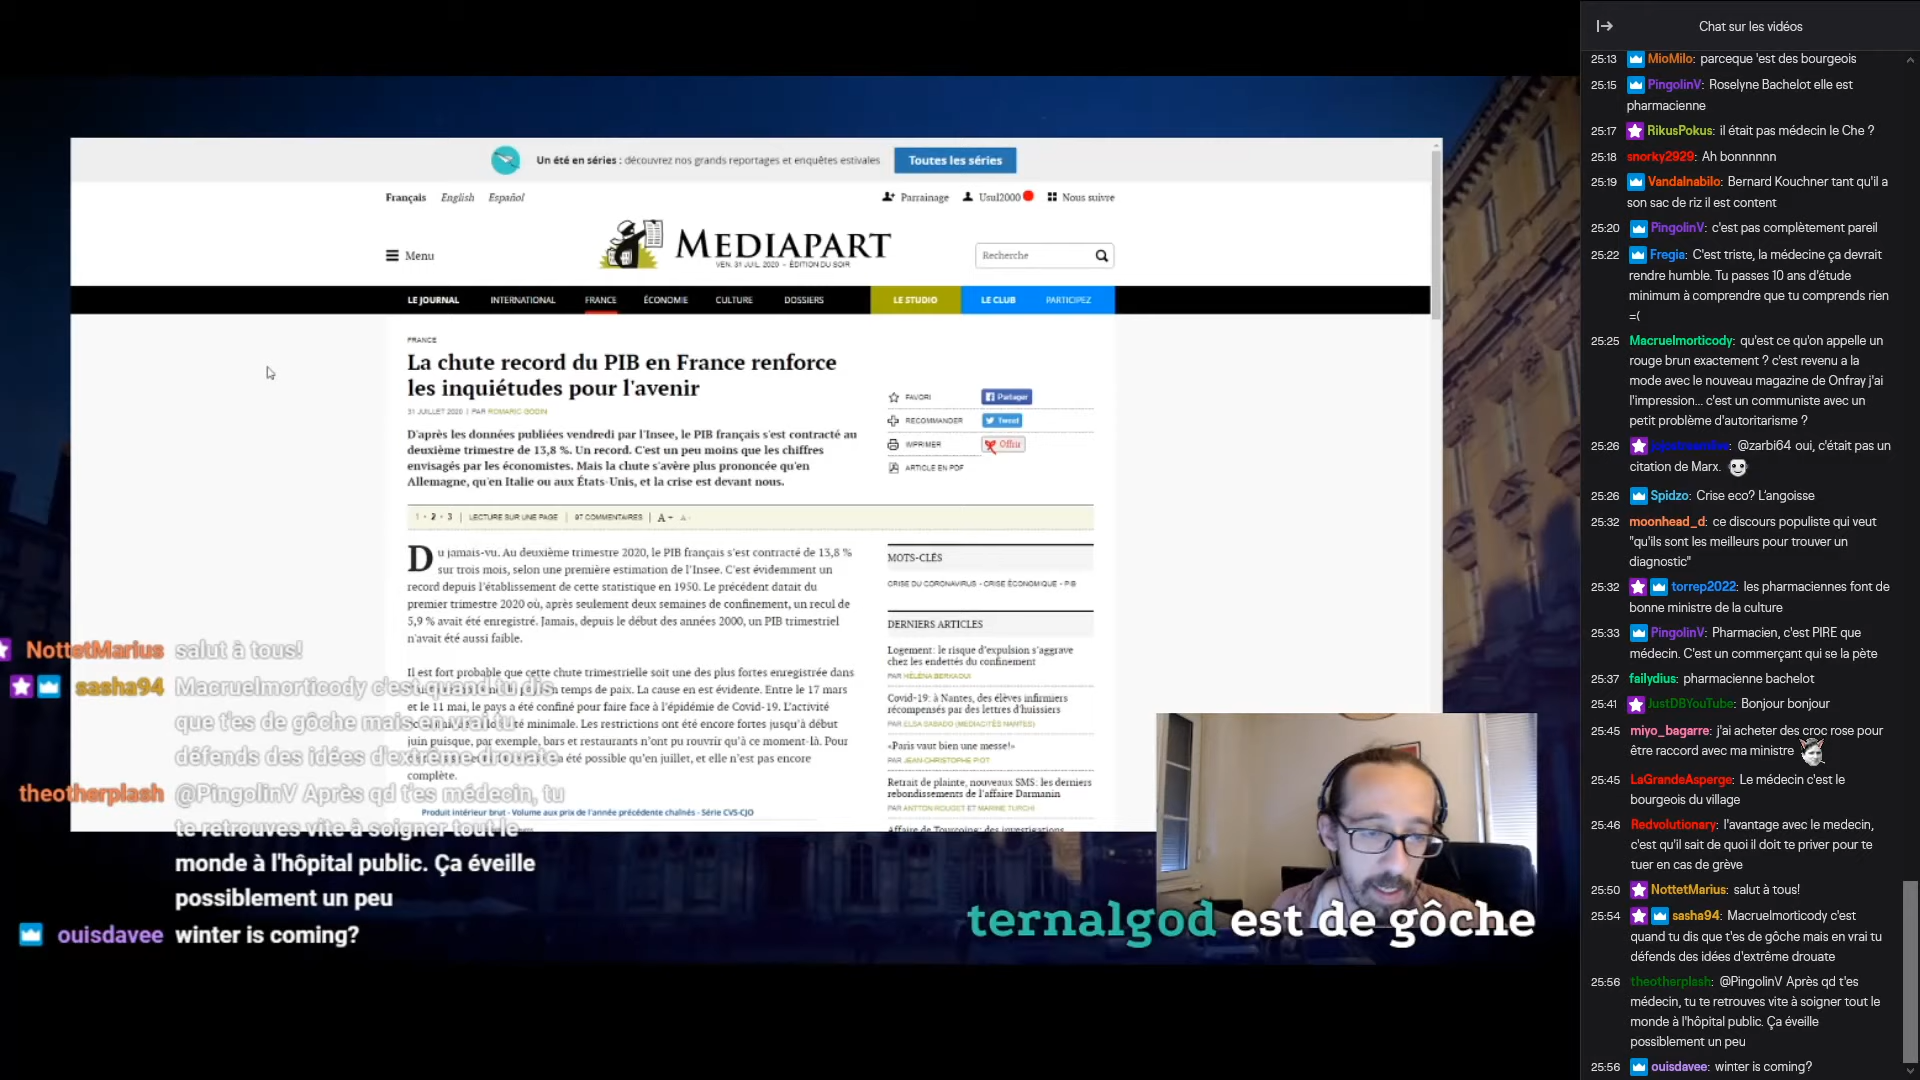 Un été en séries : découvrez nos grands reportages et enquêtes estivales
Toutes les séries
Français English Español
Parrainage Usul2000 Nous suivre
Menu
MEDIAPART
VEN. 31 JUIL. 2020 – ÉDITION DU SOIR
Recherche
LE JOURNAL INTERNATIONAL FRANCE ÉCONOMIE CULTURE DOSSIERS LE STUDIO LE CLUB PARTICIPEZ
FRANCE
La chute record du PIB en France renforce
les inquiétudes pour l'avenir
31 JUILLET 2020 | PAR ROMARIC GODIN
D'après les données publiées vendredi par l'Insee, le PIB français s'est contracté au
deuxième trimestre de 13,8 %. Un record. C'est un peu moins que les chiffres
envisagés par les économistes. Mais la chute s'avère plus prononcée qu'en
Allemagne, qu'en Italie ou aux États-Unis, et la crise est devant nous.
FAVORI
Partager
RECOMMANDER
Tweet
IMPRIMER
Offrir
ARTICLE EN PDF
1 · 2 · 3 | LECTURE SUR UNE PAGE | 97 COMMENTAIRES | A+ A-
Du jamais-vu. Au deuxième trimestre 2020, le PIB français s'est contracté de 13,8 %
sur trois mois, selon une première estimation de l'Insee. C'est évidemment un
record depuis l'établissement de cette statistique en 1950. Le précédent datait du
premier trimestre 2020 où, après seulement deux semaines de confinement, un recul de
5,9 % avait été enregistré. Jamais, depuis le début des années 2000, un PIB trimestriel
n'avait été aussi faible.
Il est fort probable que cette chute trimestrielle soit une des plus fortes enregistrée dans
en temps de paix. La cause en est évidente. Entre le 17 mars
et le 11 mai, le pays a été confiné pour faire face à l'épidémie de Covid-19. L'activité
minimale. Les restrictions ont été encore fortes jusqu'à début
juin puisque, par exemple, bars et restaurants n'ont pu rouvrir qu'à ce moment-là. Pour
a été possible qu'en juillet, et elle n'est pas encore
complète.
Produit intérieur brut - Volume aux prix de l'année précédente chaînés - Série CVS-CJO
MOTS-CLÉS
CRISE DU CORONAVIRUS - CRISE ÉCONOMIQUE - PIB
DERNIERS ARTICLES
Logement: le risque d'expulsion s'aggrave
chez les endettés du confinement
PAR HÉLÈNA BERKAOUI
Covid-19: à Nantes, des élèves infirmiers
récompensés par des lettres d'huissiers
PAR ELSA SABADO (MEDIACITÉS NANTES)
«Paris vaut bien une messe!»
PAR JEAN-CHRISTOPHE PIOT
Retrait de plainte, nouveaux SMS: les derniers
rebondissements de l'affaire Darmanin
PAR ANTTON ROUGET ET MARINE TURCHI
Affaire de Tourcoing: des investigations
NottetMarius salut à tous!
sasha94 Macruelmorticody c'est quand tu dis
que t'es de gôche mais en vrai tu
défends des idées d'extrême drouate
theotherplash @PingolinV Après qd t'es médecin, tu
te retrouves vite à soigner tout le
monde à l'hôpital public. Ça éveille
possiblement un peu
ouisdavee winter is coming?
ternalgod est de gôche
Chat sur les vidéos
25:13 MioMilo: parceque 'est des bourgeois
25:15 PingolinV: Roselyne Bachelot elle est
pharmacienne
25:17 RikusPokus: il était pas médecin le Che ?
25:18 snorky2929: Ah bonnnnnn
25:19 Vandalnabilo: Bernard Kouchner tant qu'il a
son sac de riz il est content
25:20 PingolinV: c'est pas complètement pareil
25:22 Fregia: C'est triste, la médecine ça devrait
rendre humble. Tu passes 10 ans d'étude
minimum à comprendre que tu comprends rien
=(
25:25 Macruelmorticody: qu'est ce qu'on appelle un
rouge brun exactement ? c'est revenu a la
mode avec le nouveau magazine de Onfray j'ai
l'impression... c'est un communiste avec un
petit problème d'autoritarisme ?
25:26 : @zarbi64 oui, c'était pas un
citation de Marx.
25:26 Spidzo: Crise eco? L'angoisse
25:32 moonhead_d: ce discours populiste qui veut
"qu'ils sont les meilleurs pour trouver un
diagnostic"
25:32 torrep2022: les pharmaciennes font de
bonne ministre de la culture
25:33 PingolinV: Pharmacien, c'est PIRE que
médecin. C'est un commerçant qui se la pète
25:37 failydius: pharmacienne bachelot
25:41 JustDBYouTube: Bonjour bonjour
25:45 miyo_bagarre: j'ai acheter des croc rose pour
être raccord avec ma ministre
25:45 LaGrandeAsperge: Le médecin c'est le
bourgeois du village
25:46 Redvolutionary: l'avantage avec le medecin,
c'est qu'il sait de quoi il doit te priver pour te
tuer en cas de grève
25:50 NottetMarius: salut à tous!
25:54 sasha94: Macruelmorticody c'est
quand tu dis que t'es de gôche mais en vrai tu
défends des idées d'extrême drouate
25:56 theotherplash: @PingolinV Après qd t'es
médecin, tu te retrouves vite à soigner tout le
monde à l'hôpital public. Ça éveille
possiblement un peu
25:56 ouisdavee: winter is coming?